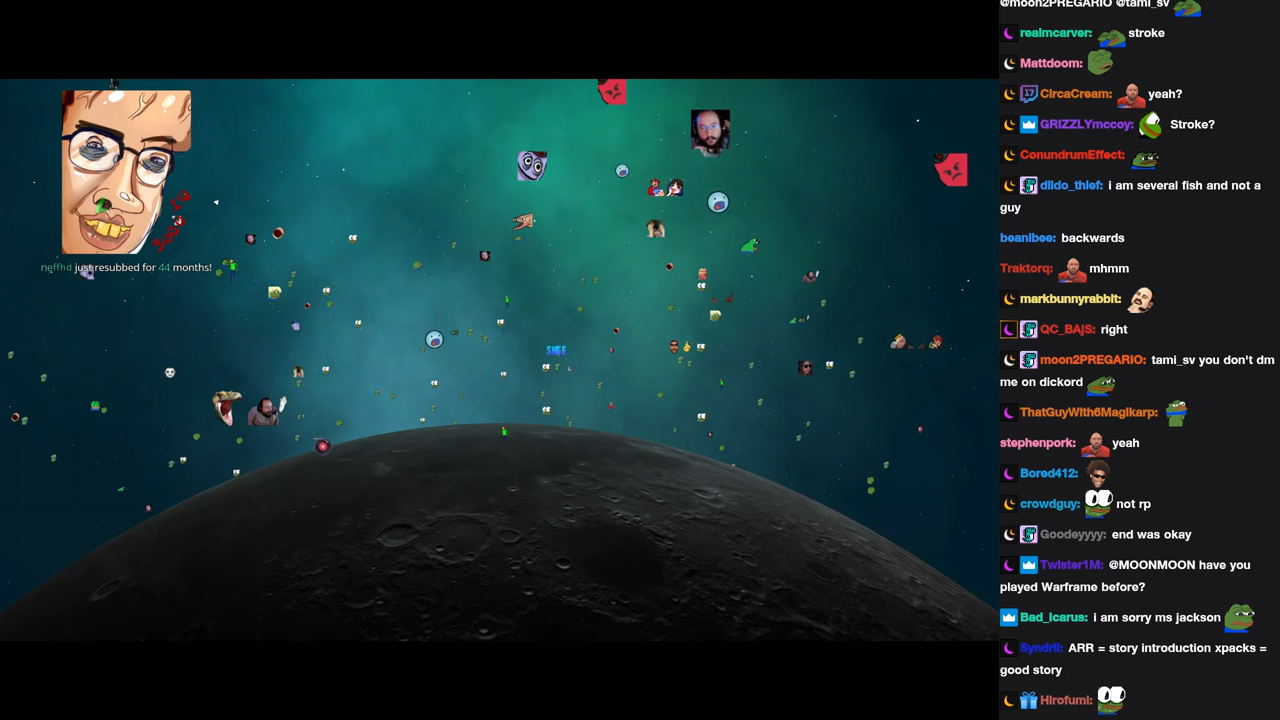 @moon2PREGARIO @tami_sv
realmcarver: stroke
Mattdoom:
CircaCream: yeah?
GRIZZLYmccoy: Stroke?
ConundrumEffect:
dildo_thief: i am several fish and not a
guy
beanibee: backwards
Traktorq: mhmm
markbunnyrabbit:
QC_BAJS: right
moon2PREGARIO: tami_sv you don't dm
me on dickord
ThatGuyWith6Magikarp:
stephenpork: yeah
Bored412:
crowdguy: not rp
Goodeyyyy: end was okay
Twister1M: @MOONMOON have you
played Warframe before?
Bad_Icarus: i am sorry ms jackson
Syndril: ARR = story introduction xpacks =
good story
Hirofumi:
neffhd just resubbed for 44 months!